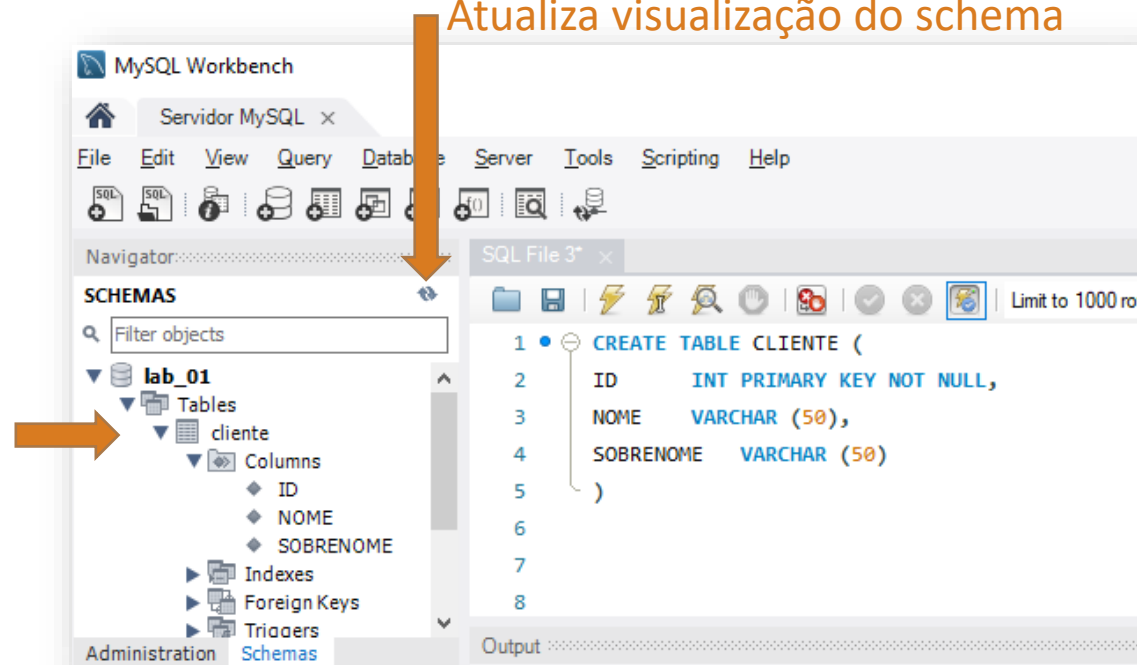 Atualiza visualização do schema
MySQL Workbench
Servidor MySQL ×
File Edit View Query Database Server Tools Scripting Help
SQL SQL f()
Navigator SQL File 3* ×
SCHEMAS Limit to 1000 ro
Filter objects
lab_01
Tables
cliente
Columns
ID
NOME
SOBRENOME
Indexes
Foreign Keys
Triggers
Administration Schemas
1 CREATE TABLE CLIENTE (
2 ID INT PRIMARY KEY NOT NULL,
3 NOME VARCHAR (50),
4 SOBRENOME VARCHAR (50)
5 )
6
7
8
Output